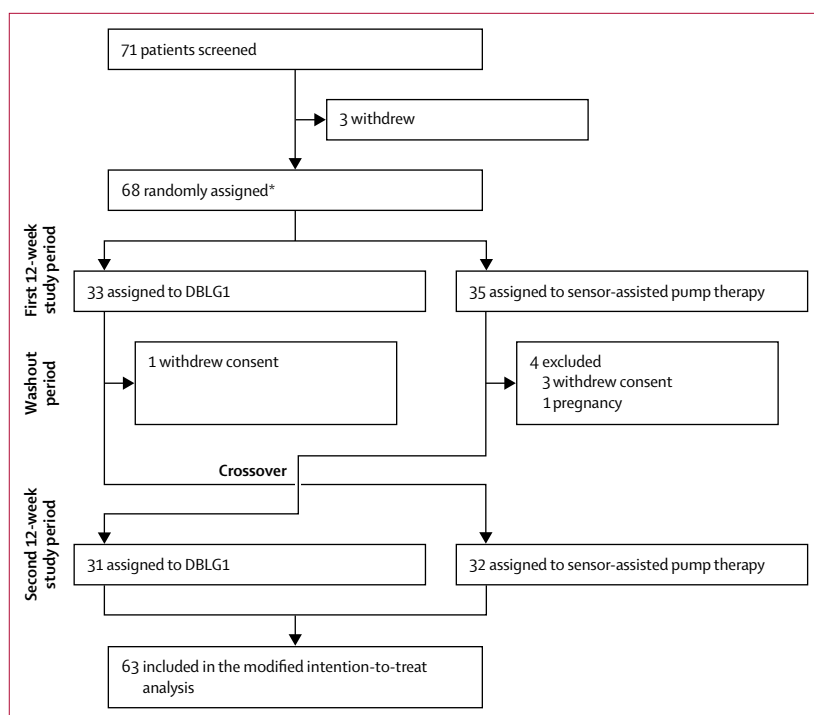 71 patients screened
3 withdrew
68 randomly assigned*
First 12-week
study period
33 assigned to DBLG1
35 assigned to sensor-assisted pump therapy
Washout
period
1 withdrew consent
4 excluded
3 withdrew consent
1 pregnancy
Crossover
Second 12-week
study period
31 assigned to DBLG1
32 assigned to sensor-assisted pump therapy
63 included in the modified intention-to-treat
analysis